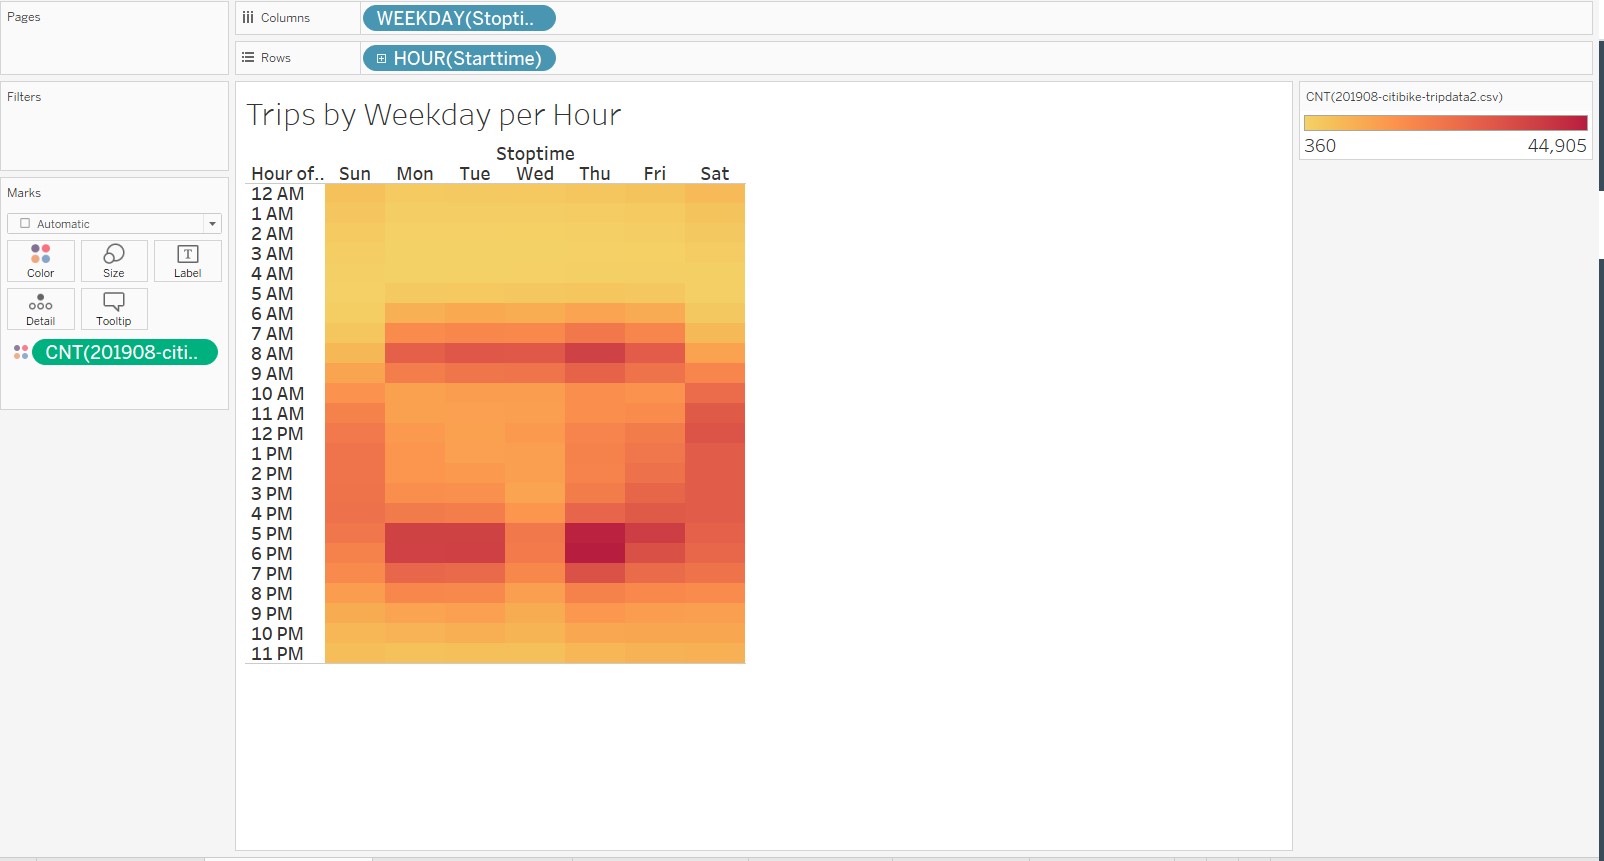 Pages
Columns
WEEKDAY(Stopti..
Rows
HOUR(Starttime)
Filters
Marks
Automatic
Color
Size
Label
Detail
Tooltip
CNT(201908-citi..
Trips by Weekday per Hour
Stoptime
Hour of.. Sun Mon Tue Wed Thu Fri Sat
12 AM
1 AM
2 AM
3 AM
4 AM
5 AM
6 AM
7 AM
8 AM
9 AM
10 AM
11 AM
12 PM
1 PM
2 PM
3 PM
4 PM
5 PM
6 PM
7 PM
8 PM
9 PM
10 PM
11 PM
CNT(201908-citibike-tripdata2.csv)
360 44,905